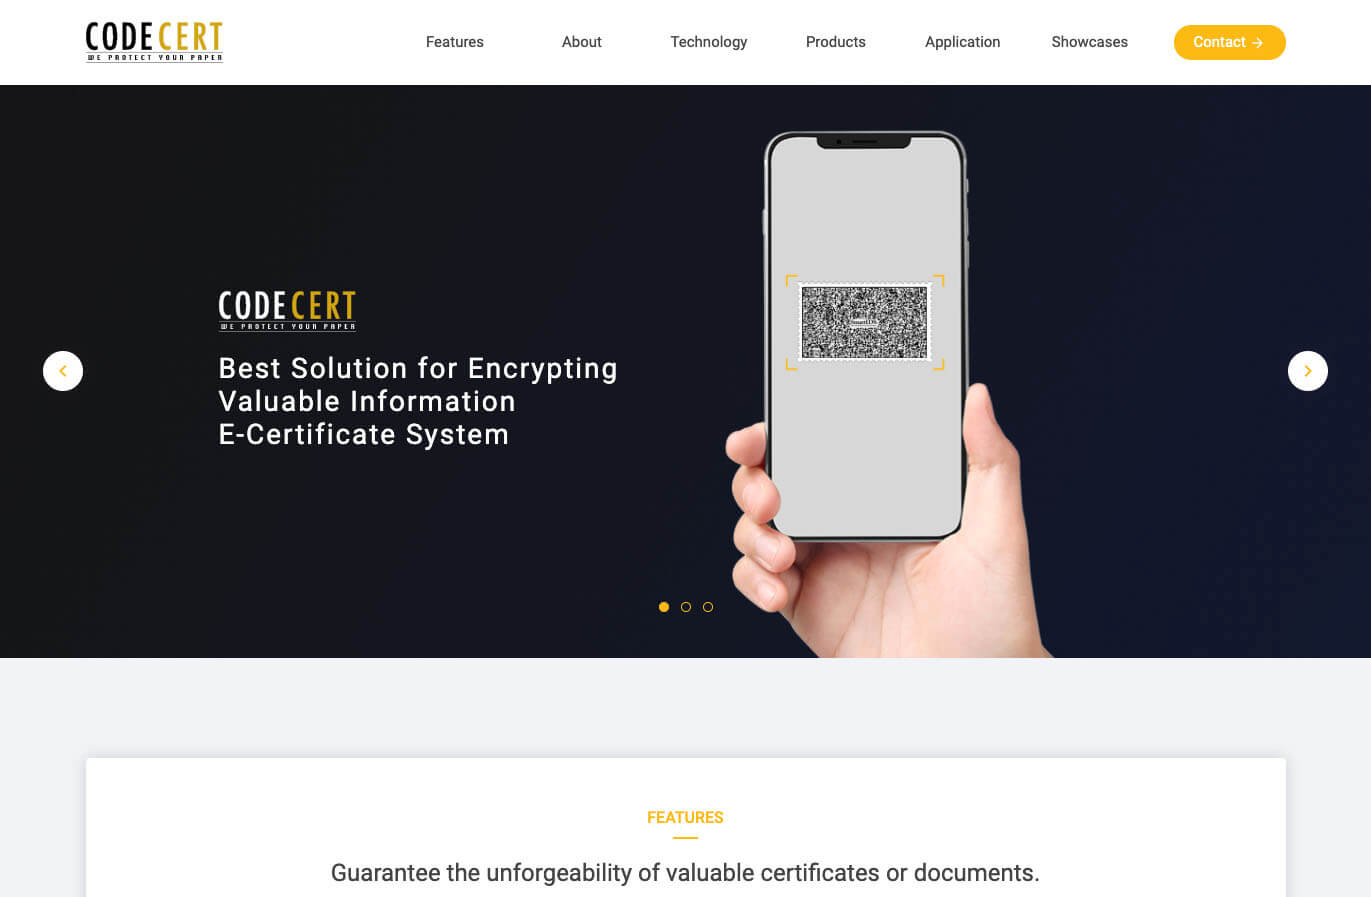 CODECERT
WE PROTECT YOUR PAPER
Features
About
Technology
Products
Application
Showcases
Contact →
CODECERT
WE PROTECT YOUR PAPER
Best Solution for Encrypting
Valuable Information
E-Certificate System
FEATURES
Guarantee the unforgeability of valuable certificates or documents.